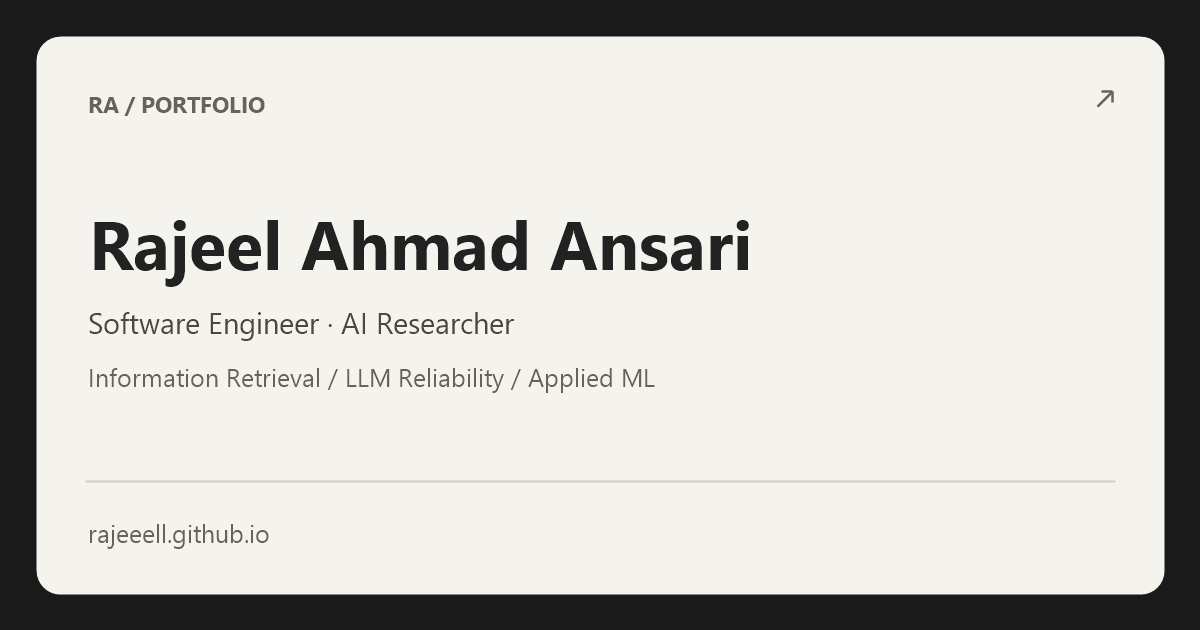 RA / PORTFOLIO
Rajeel Ahmad Ansari
Software Engineer · AI Researcher
Information Retrieval / LLM Reliability / Applied ML
rajeeell.github.io